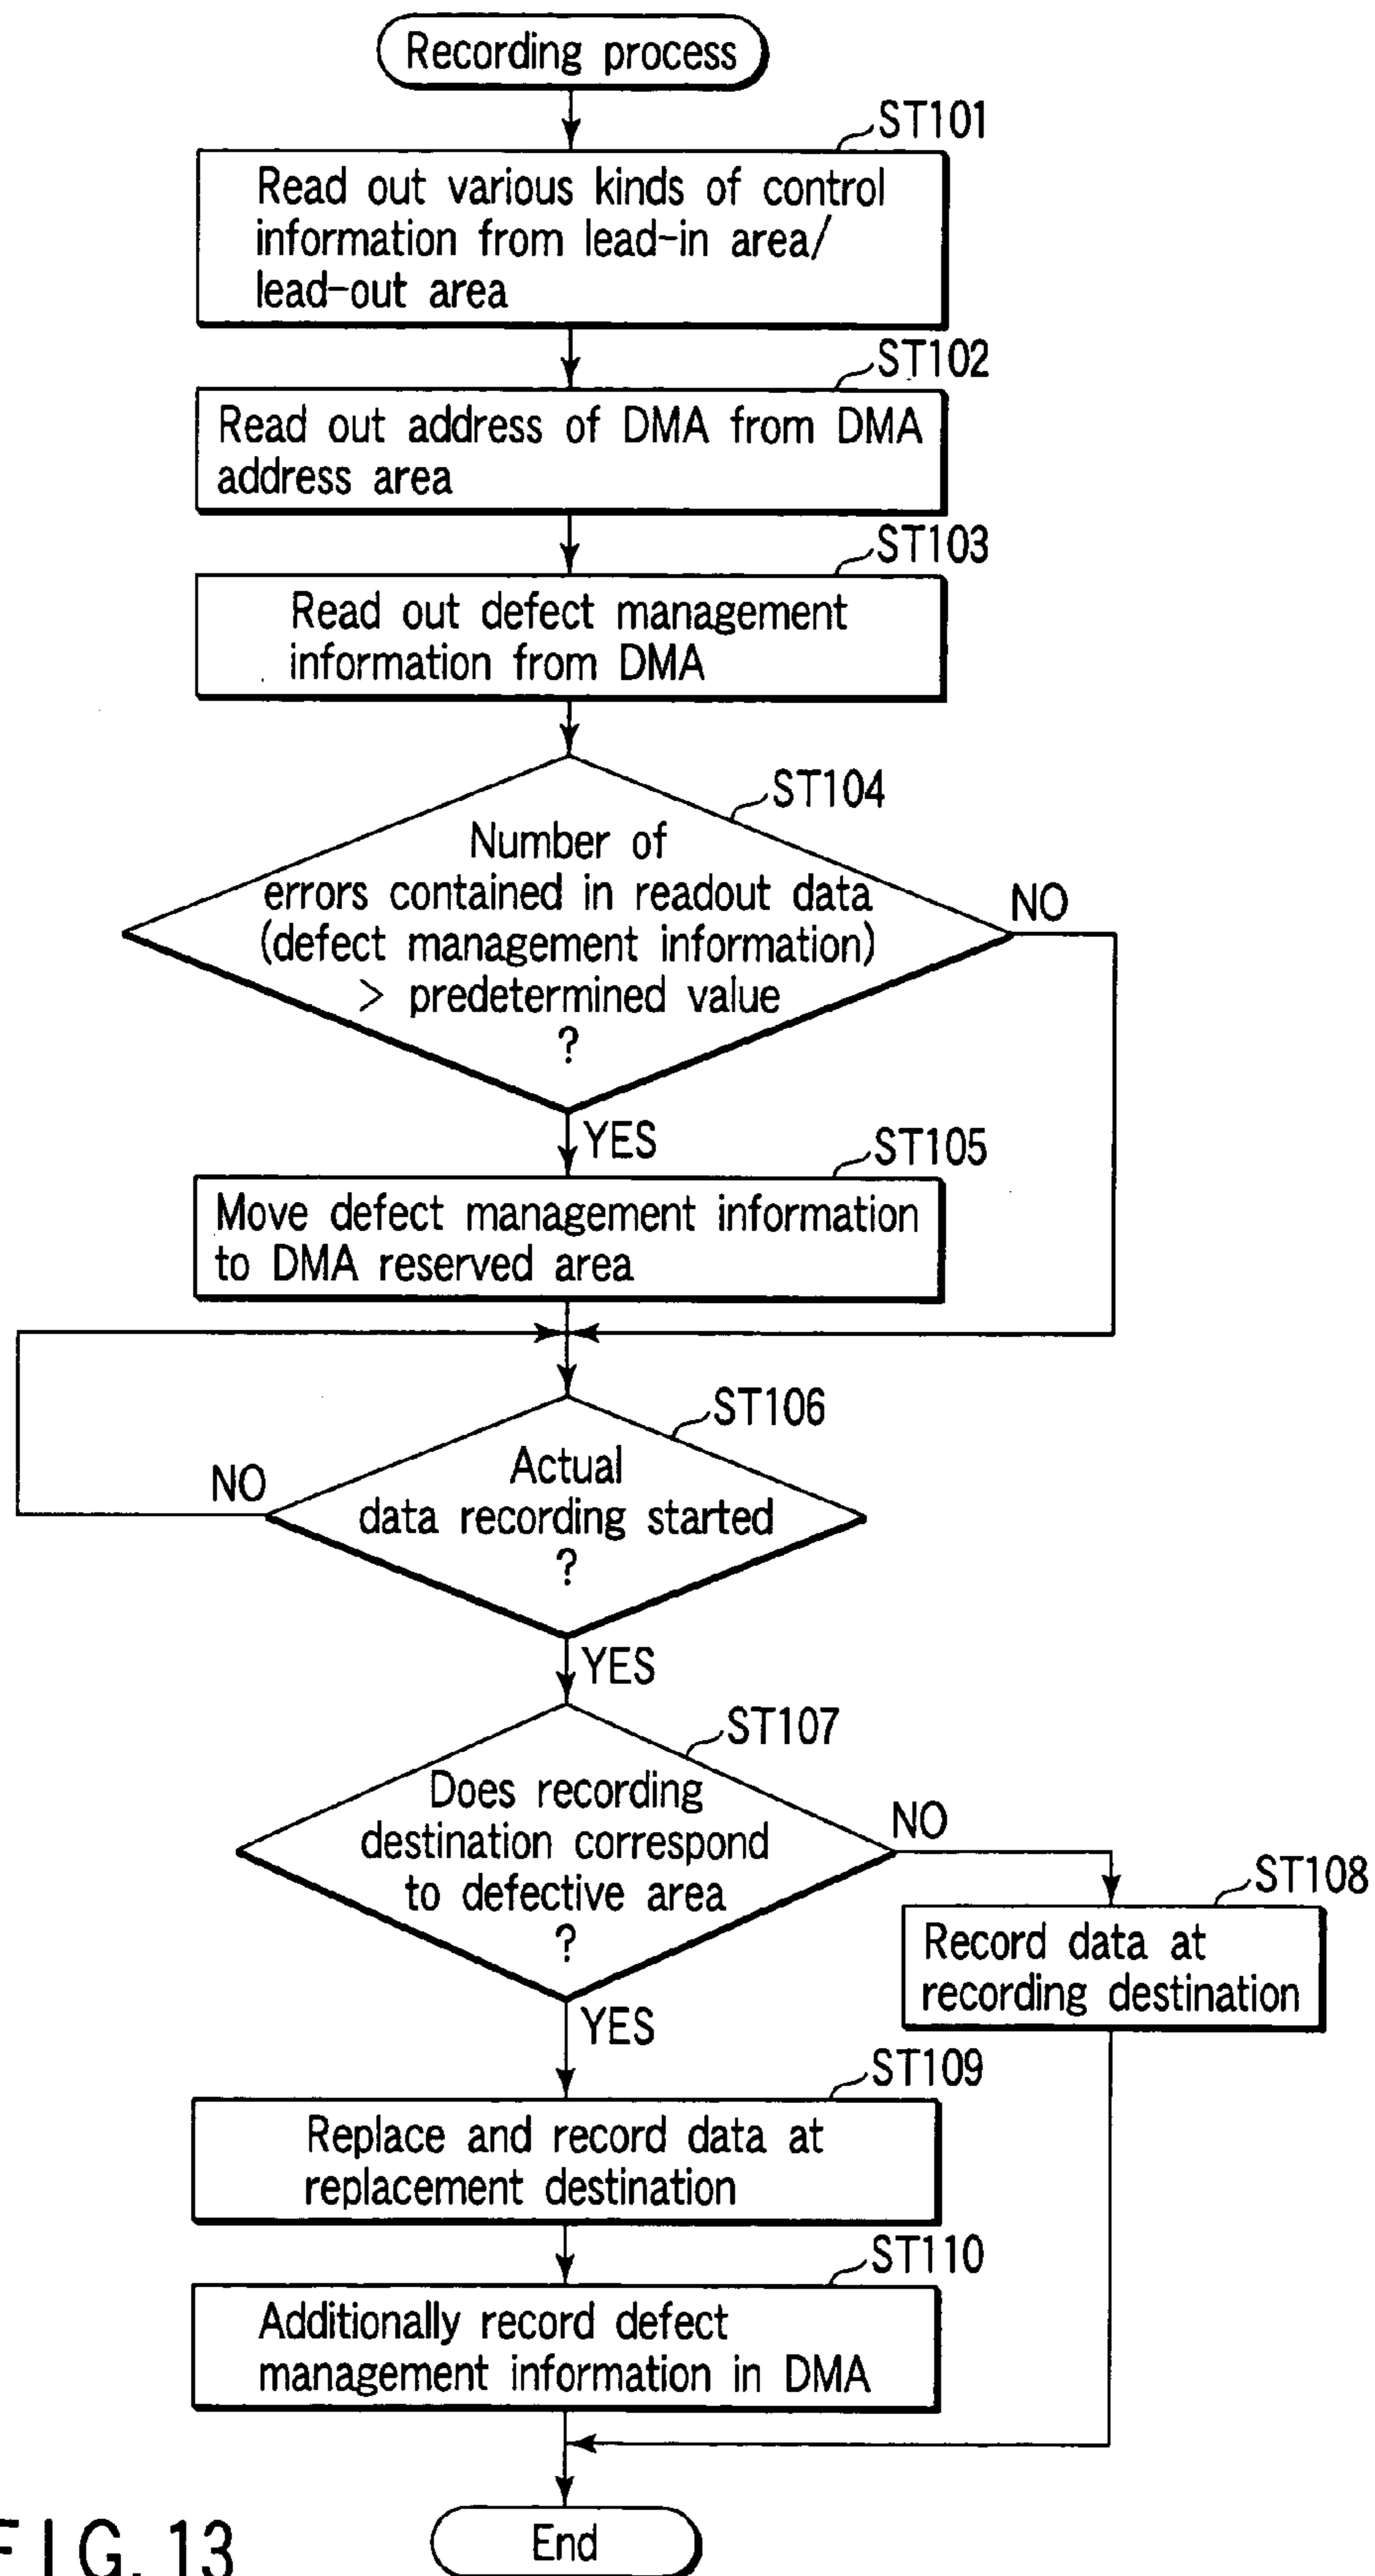 Recording process
ST101
Read out various kinds of control
information from lead-in area/
lead-out area
ST102
Read out address of DMA from DMA
address area
ST103
Read out defect management
information from DMA
ST104
Number of
errors contained in readout data
(defect management information)
> predetermined value
?
NO
YES
ST105
Move defect management information
to DMA reserved area
ST106
Actual
data recording started
?
NO
YES
ST107
Does recording
destination correspond
to defective area
?
NO
ST108
Record data at
recording destination
YES
ST109
Replace and record data at
replacement destination
ST110
Additionally record defect
management information in DMA
End
FIG. 13